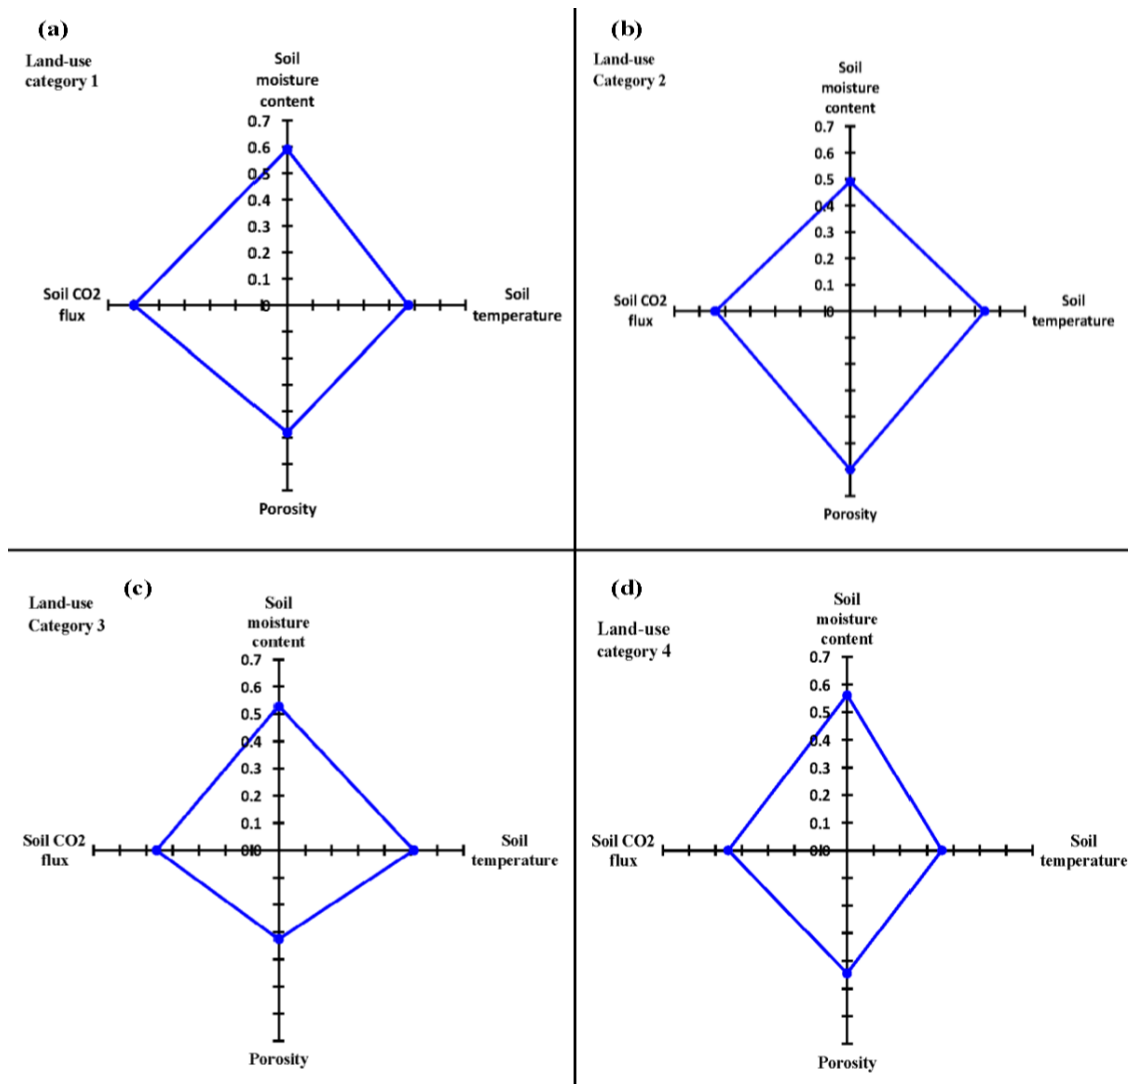 (a)
Land-use
category 1
Soil
moisture
content
0.7
0.6
0.5
0.4
0.3
0.2
0.1
0
Soil CO2
flux
Soil
temperature
Porosity
(b)
Land-use
Category 2
Soil
moisture
content
0.7
0.6
0.5
0.4
0.3
0.2
0.1
0
Soil CO2
flux
Soil
temperature
Porosity
(c)
Land-use
Category 3
Soil
moisture
content
0.7
0.6
0.5
0.4
0.3
0.2
0.1
Soil CO2
flux
Soil
temperature
Porosity
(d)
Land-use
category 4
Soil
moisture
content
0.7
0.6
0.5
0.4
0.3
0.2
0.1
Soil CO2
flux
Soil
temperature
Porosity